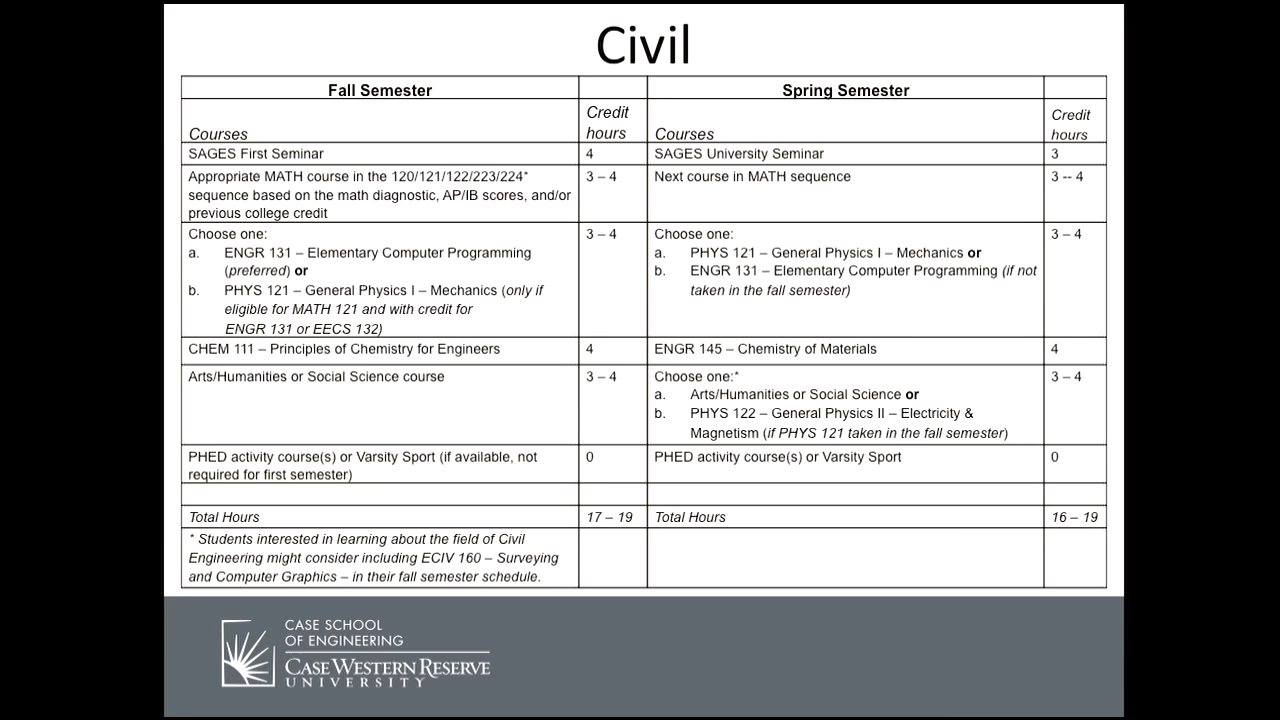 Civil
Fall Semester
Spring Semester
Courses
Credit
hours
Courses
Credit
hours
SAGES First Seminar
4
SAGES University Seminar
3
Appropriate MATH course in the 120/121/122/223/224*
sequence based on the math diagnostic, AP/IB scores, and/or
previous college credit
3 – 4
Next course in MATH sequence
3 -- 4
Choose one:
a. ENGR 131 – Elementary Computer Programming
(preferred) or
b. PHYS 121 – General Physics I – Mechanics (only if
eligible for MATH 121 and with credit for
ENGR 131 or EECS 132)
3 – 4
Choose one:
a. PHYS 121 – General Physics I – Mechanics or
b. ENGR 131 – Elementary Computer Programming (if not
taken in the fall semester)
3 – 4
CHEM 111 – Principles of Chemistry for Engineers
4
ENGR 145 – Chemistry of Materials
4
Arts/Humanities or Social Science course
3 – 4
Choose one:*
a. Arts/Humanities or Social Science or
b. PHYS 122 – General Physics II – Electricity &
Magnetism (if PHYS 121 taken in the fall semester)
3 – 4
PHED activity course(s) or Varsity Sport (if available, not
required for first semester)
0
PHED activity course(s) or Varsity Sport
0
Total Hours
17 – 19
Total Hours
16 – 19
* Students interested in learning about the field of Civil
Engineering might consider including ECIV 160 – Surveying
and Computer Graphics – in their fall semester schedule.
CASE SCHOOL
OF ENGINEERING
CASE WESTERN RESERVE
UNIVERSITY